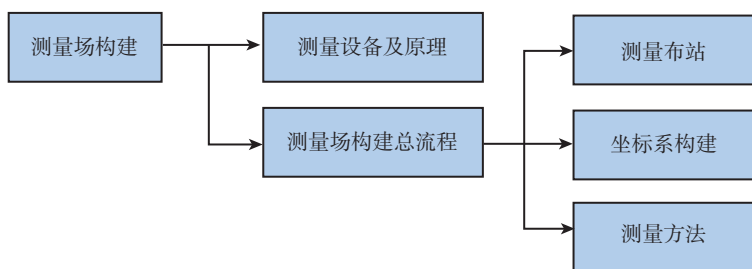 测量场构建
测量设备及原理
测量场构建总流程
测量布站
坐标系构建
测量方法